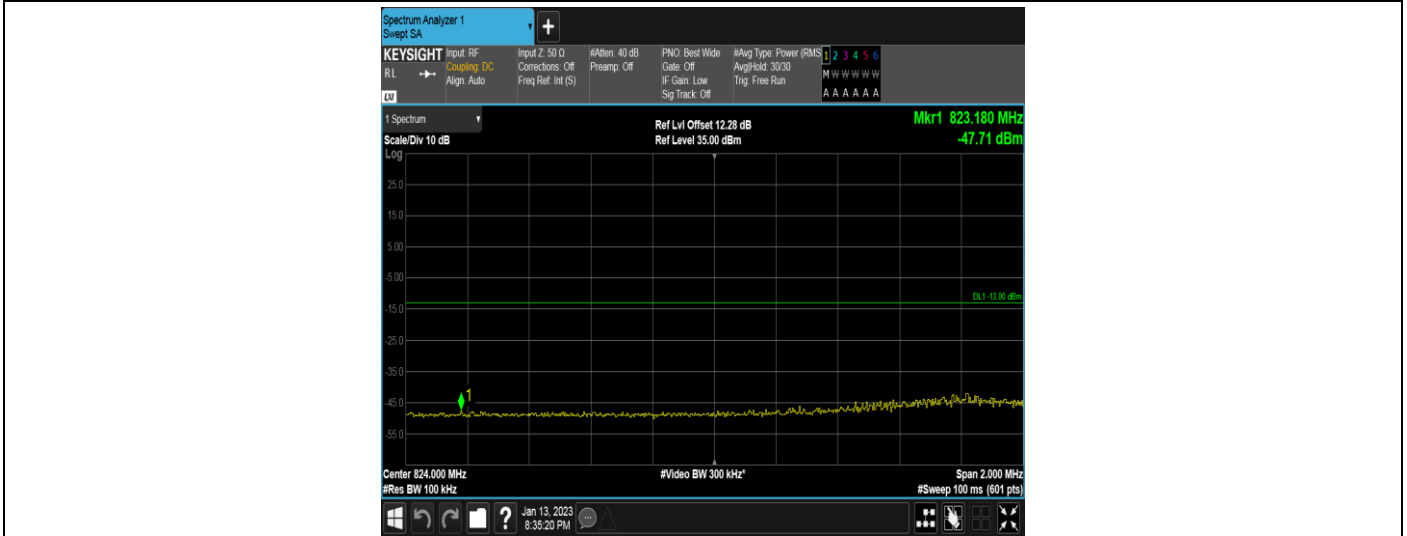 Spectrum Analyzer 1
Swept SA
+
KEYSIGHT
RL
LXI
Input: RF
Coupling: DC
Align: Auto
Input Z: 50 Ω
Corrections: Off
Freq Ref: Int (S)
#Atten: 40 dB
Preamp: Off
PNO: Best Wide
Gate: Off
IF Gain: Low
Sig Track: Off
#Avg Type: Power (RMS
Avg|Hold: 30/30
Trig: Free Run
1 2 3 4 5 6
M W W W W W
A A A A A A
1 Spectrum
Scale/Div 10 dB
Log
Ref Lvl Offset 12.28 dB
Ref Level 35.00 dBm
Mkr1 823.180 MHz
-47.71 dBm
25.0
15.0
5.00
-5.00
DL1 -13.00 dBm
-15.0
-25.0
-35.0
1
-45.0
-55.0
Center 824.000 MHz
#Res BW 100 kHz
#Video BW 300 kHz*
Span 2.000 MHz
#Sweep 100 ms (601 pts)
?
Jan 13, 2023
8:35:20 PM